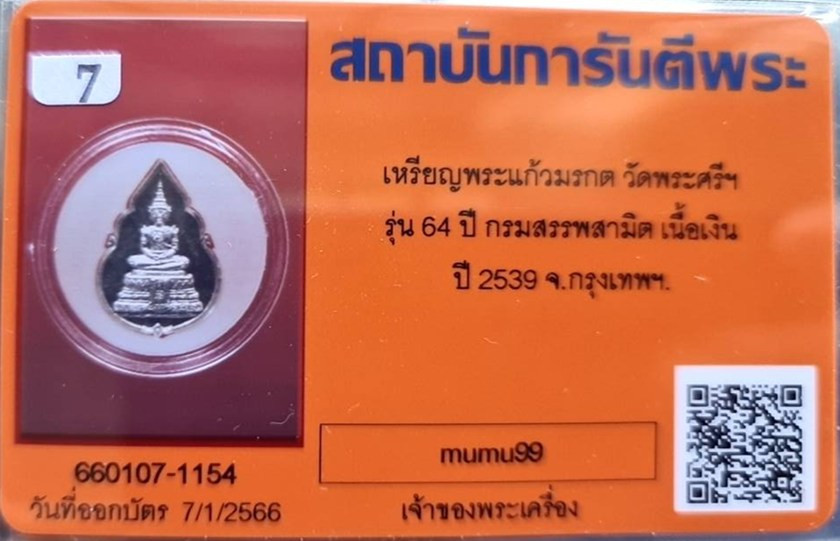 สถาบันการันตีพระ
7
เหรียญพระแก้วมรกต วัดพระศรีฯ
รุ่น 64 ปี กรมสรรพสามิต เนื้อเงิน
ปี 2539 จ.กรุงเทพฯ.
mumu99
เจ้าของพระเครื่อง
660107-1154
วันที่ออกบัตร 7/1/2566